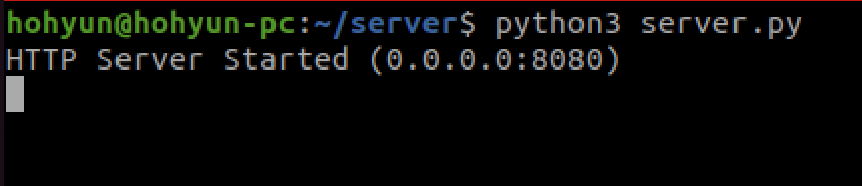 hohyun@hohyun-pc:~/server$ python3 server.py
HTTP Server Started (0.0.0.0:8080)